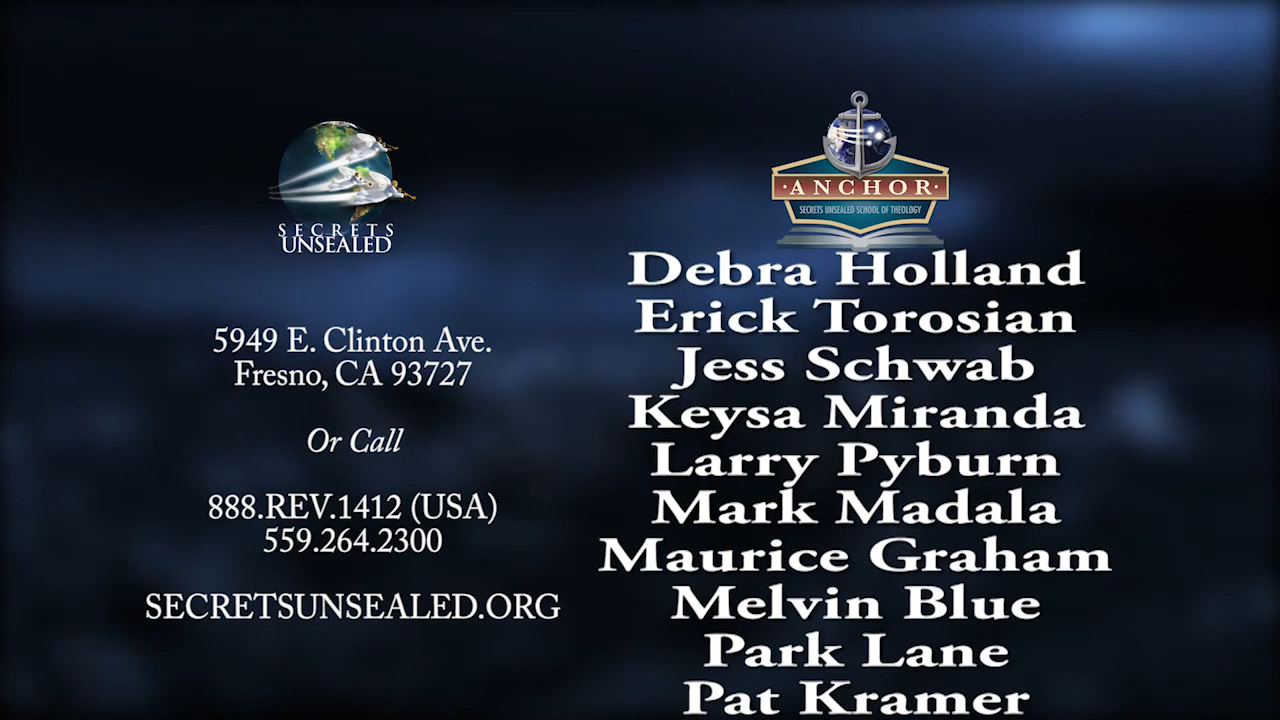 SECRETS
UNSEALED
5949 E. Clinton Ave.
Fresno, CA 93727
Or Call
888.REV.1412 (USA)
559.264.2300
SECRETSUNSEALED.ORG
·ANCHOR·
SECRETS UNSEALED SCHOOL OF THEOLOGY
Debra Holland
Erick Torosian
Jess Schwab
Keysa Miranda
Larry Pyburn
Mark Madala
Maurice Graham
Melvin Blue
Park Lane
Pat Kramer